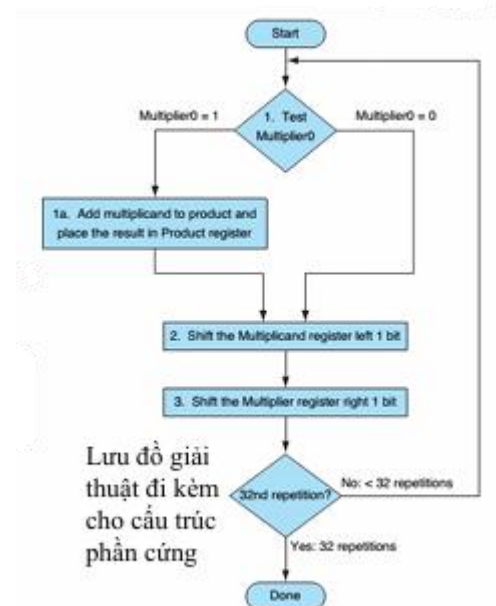 Start
Multiplier0 = 1
1. Test
Multiplier0
Multiplier0 = 0
1a. Add multiplicand to product and
place the result in Product register
2. Shift the Multiplicand register left 1 bit
3. Shift the Multiplier register right 1 bit
Lưu đồ giải
thuật đi kèm
cho cấu trúc
phần cứng
32nd repetition?
No: < 32 repetitions
Yes: 32 repetitions
Done